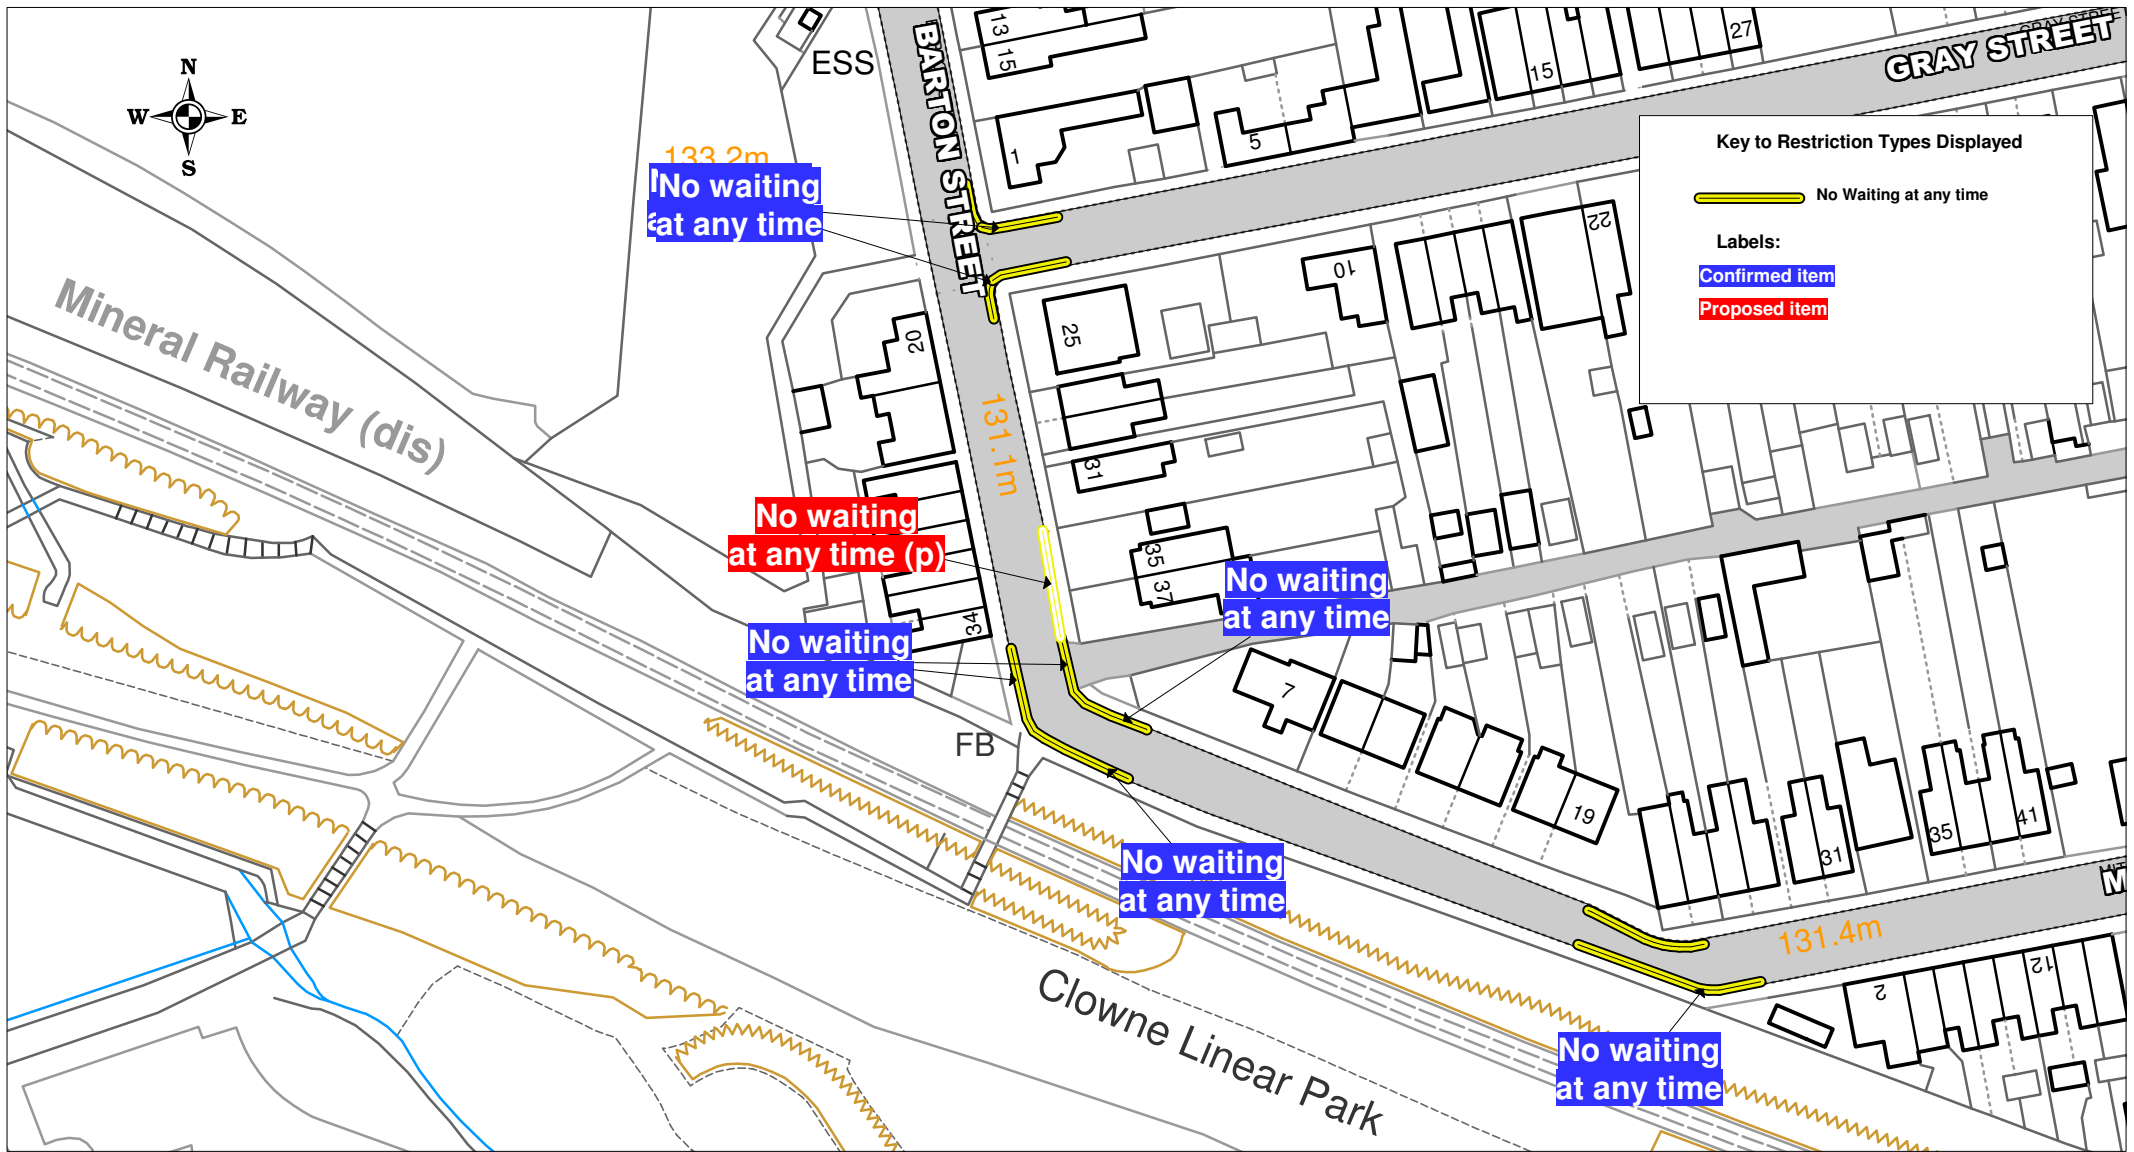 BARTON STREET
GRAY STREET
13
15
1
5
15
27
ESS
N
W
E
S
133.2m
No waiting
at any time
Key to Restriction Types Displayed
No Waiting at any time
Labels:
Confirmed item
Proposed item
Mineral Railway (dis)
20
25
10
22
131.1m
31
No waiting
at any time (p)
35
37
No waiting
at any time
34
No waiting
at any time
7
FB
19
31
35
41
No waiting
at any time
131.4m
2
12
Clowne Linear Park
No waiting
at any time